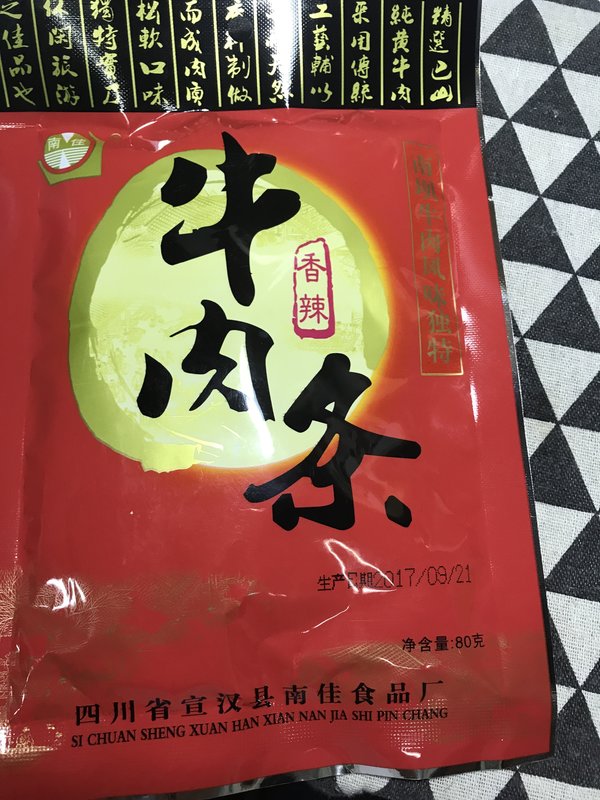 精選巴山
純黄牛肉
采用傳統
工藝輔以
天然
料制做
而成肉質
松軟口味
獨特實乃
休閑旅游
之佳品也
南佳
牛肉条
香辣
牛肉风味独特
生产日期2017/09/21
净含量:80克
四川省宣汉县南佳食品厂
SI CHUAN SHENG XUAN HAN XIAN NAN JIA SHI PIN CHANG